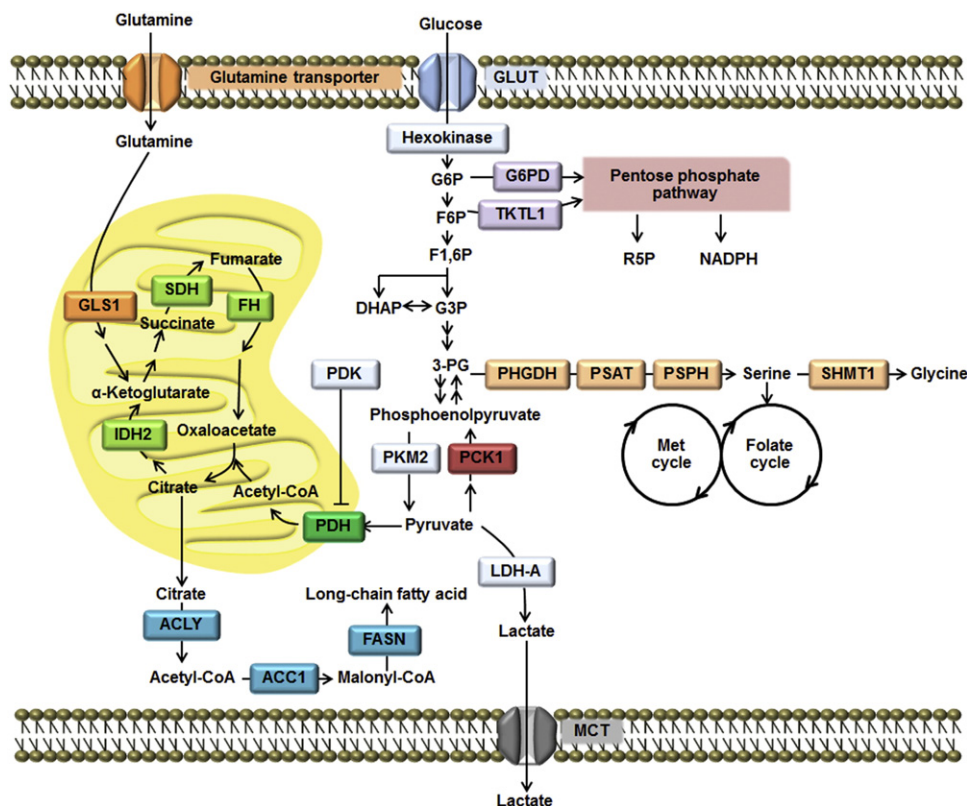 Glutamine
Glucose
Glutamine transporter
GLUT
Glutamine
Hexokinase
G6P
G6PD
Pentose phosphate
pathway
F6P
TKTL1
F1,6P
R5P
NADPH
Fumarate
SDH
GLS1
FH
DHAP
G3P
Succinate
3-PG
PHGDH
PSAT
PSPH
Serine
SHMT1
Glycine
PDK
α-Ketoglutarate
Phosphoenolpyruvate
IDH2
Oxaloacetate
PKM2
PCK1
Met
cycle
Folate
cycle
Citrate
Acetyl-CoA
PDH
Pyruvate
LDH-A
Citrate
Long-chain fatty acid
ACLY
FASN
Lactate
Acetyl-CoA
ACC1
Malonyl-CoA
MCT
Lactate